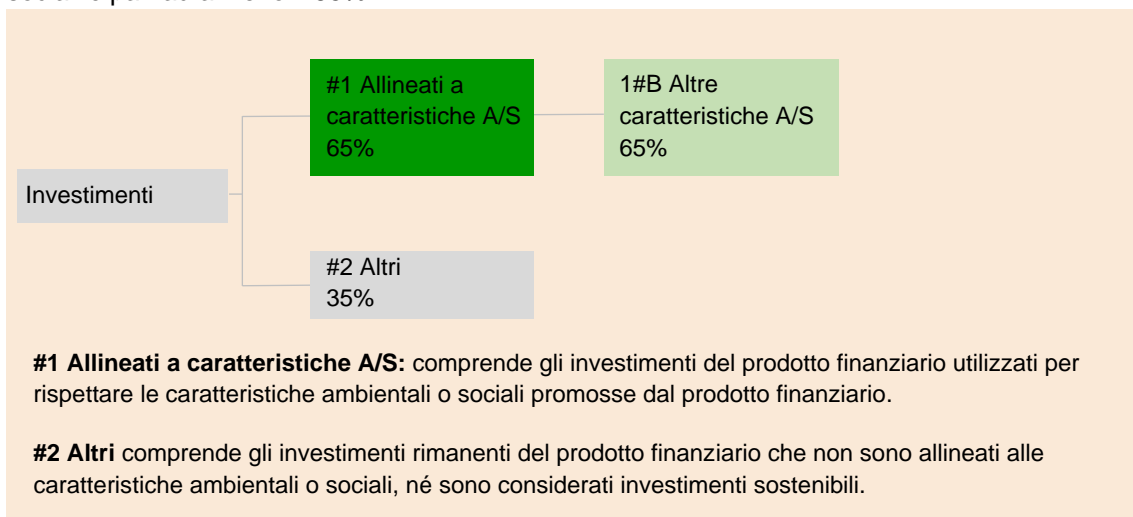 #1 Allineati a
caratteristiche A/S
65%
1#B Altre
caratteristiche A/S
65%
Investimenti
#2 Altri
35%
#1 Allineati a caratteristiche A/S: comprende gli investimenti del prodotto finanziario utilizzati per
rispettare le caratteristiche ambientali o sociali promosse dal prodotto finanziario.
#2 Altri comprende gli investimenti rimanenti del prodotto finanziario che non sono allineati alle
caratteristiche ambientali o sociali, né sono considerati investimenti sostenibili.